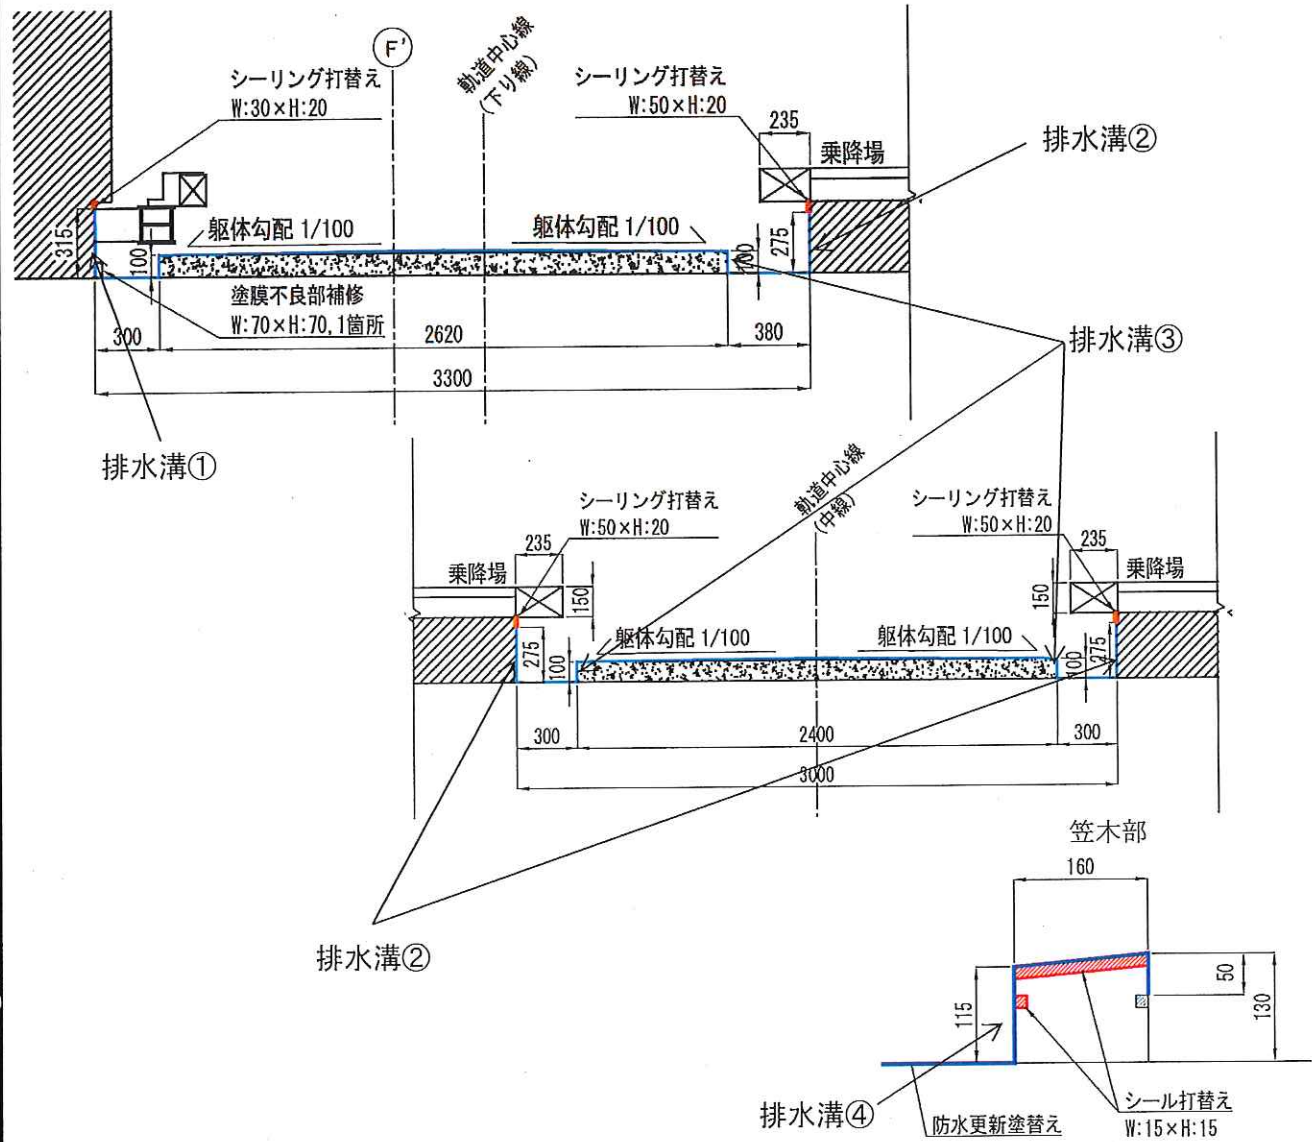 F'
軌道中心線
(下り線)
シーリング打替え
W:30×H:20
シーリング打替え
W:50×H:20
235
乗降場
排水溝②
315
100
躯体勾配 1/100
躯体勾配 1/100
100
275
塗膜不良部補修
W:70×H:70,1箇所
300
2620
380
3300
排水溝③
排水溝①
軌道中心線
(中線)
シーリング打替え
W:50×H:20
シーリング打替え
W:50×H:20
235
235
乗降場
乗降場
150
150
躯体勾配 1/100
躯体勾配 1/100
275
100
100
275
300
2400
300
3000
排水溝②
笠木部
160
115
50
130
排水溝④
防水更新塗替え
シール打替え
W:15×H:15